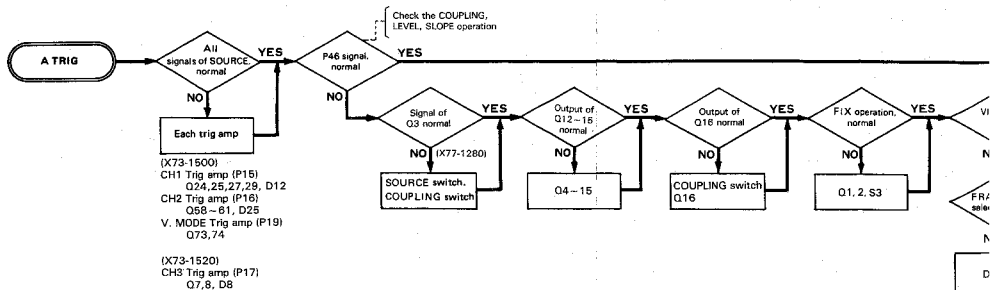 Check the COUPLING,
LEVEL, SLOPE operation
A TRIG
All
signals of SOURCE,
normal
YES
NO
Each trig amp
(X73-1500)
CH1 Trig amp (P15)
Q24,25,27,29, D12
CH2 Trig amp (P16)
Q58~61, D25
V. MODE Trig amp (P19)
Q73,74
(X73-1520)
CH3 Trig amp (P17)
Q7,8, D8
P46 signal,
normal
YES
NO
Signal of
Q3 normal
YES
NO
(X77-1280)
SOURCE switch.
COUPLING switch
Output of
Q12~15
normal
YES
NO
Q4~15
Output of
Q16 normal
YES
NO
COUPLING switch
Q16
FIX operation,
normal
YES
NO
Q1, 2, S3
VI
N
FRA
selec
N
D